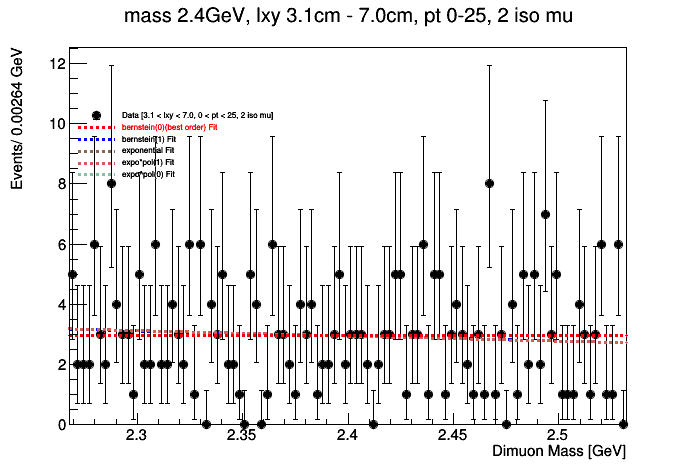 mass 2.4GeV, lxy 3.1cm - 7.0cm, pt 0-25, 2 iso mu
Events/ 0.00264 GeV
12
10
8
6
4
2
0
Data [3.1 < lxy < 7.0, 0 < pt < 25, 2 iso mu]
bernstein(0)(best order) Fit
bernstein(1) Fit
exponential Fit
expo*pol(1) Fit
expo*pol(0) Fit
2.3
2.35
2.4
2.45
2.5
Dimuon Mass [GeV]